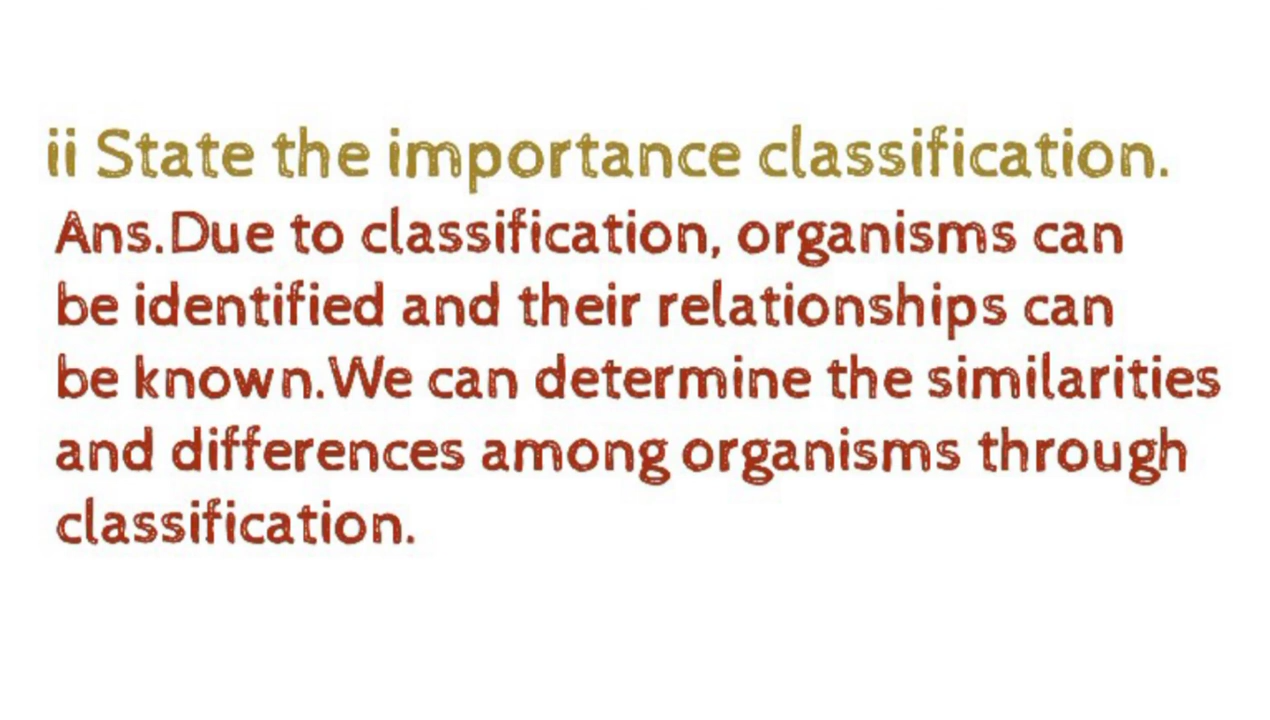 ii State the importance classification.
Ans.Due to classification, organisms can
be identified and their relationships can
be known.We can determine the similarities
and differences among organisms through
classification.